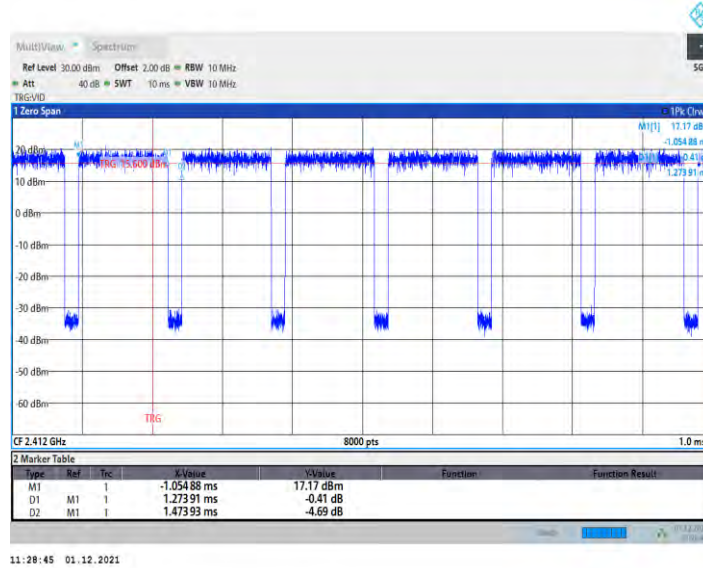 MultiView Spectrum
Ref Level 30.00 dBm Offset 2.00 dB RBW 10 MHz
Att 40 dB SWT 10 ms VBW 10 MHz
TRG:VID
SG
1 Zero Span 1Pk Clrw
M1[1] 17.17 dB
-1.054 88 m
-0.41
1.273 91 m
20 dBm
M1
TRG 15.600 dBm
10 dBm
0 dBm
-10 dBm
-20 dBm
-30 dBm
-40 dBm
-50 dBm
-60 dBm
TRG
CF 2.412 GHz 8000 pts 1.0 ms
2 Marker Table
Type Ref Trc X-Value Y-Value Function Function Result
M1 1 -1.054 88 ms 17.17 dBm
D1 M1 1 1.273 91 ms -0.41 dB
D2 M1 1 1.473 93 ms -4.69 dB
11:28:45 01.12.2021